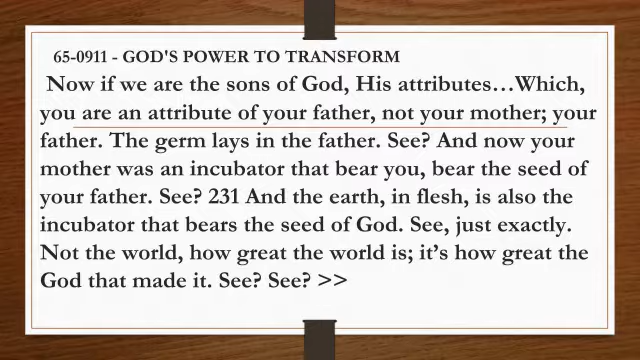 65-0911 - GOD'S POWER TO TRANSFORM
Now if we are the sons of God, His attributes…Which,
you are an attribute of your father, not your mother; your
father. The germ lays in the father. See? And now your
mother was an incubator that bear you, bear the seed of
your father. See? 231 And the earth, in flesh, is also the
incubator that bears the seed of God. See, just exactly.
Not the world, how great the world is; it’s how great the
God that made it. See? See? >>